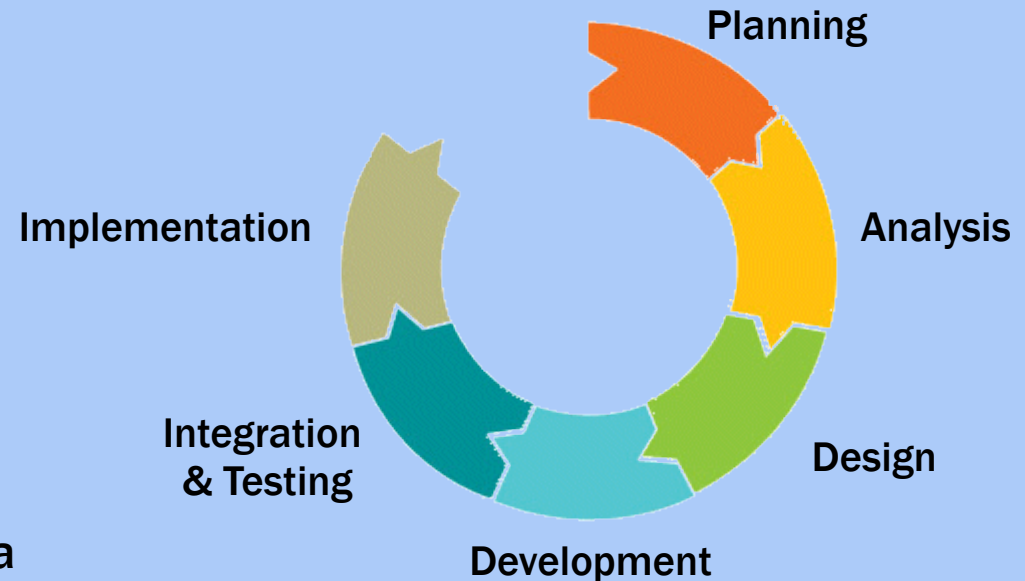 Planning
Analysis
Design
Development
Integration
& Testing
Implementation
a